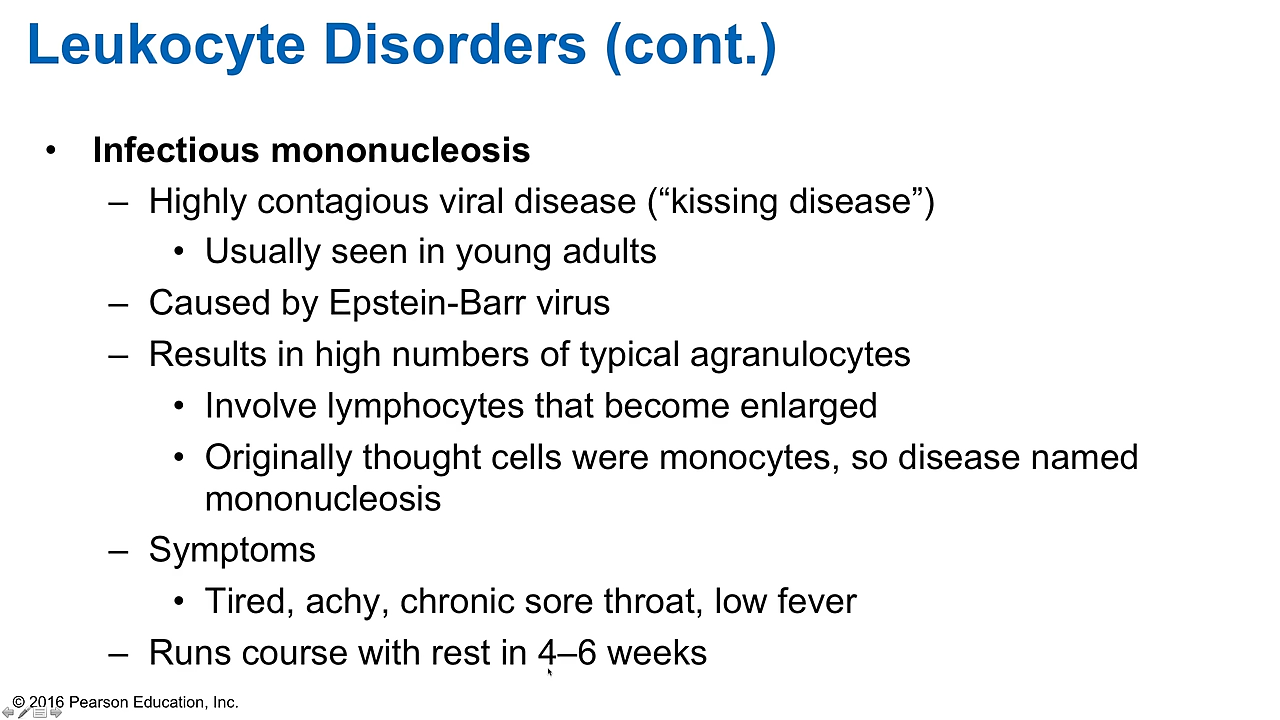 Leukocyte Disorders (cont.)
• Infectious mononucleosis
– Highly contagious viral disease (“kissing disease”)
• Usually seen in young adults
– Caused by Epstein-Barr virus
– Results in high numbers of typical agranulocytes
• Involve lymphocytes that become enlarged
• Originally thought cells were monocytes, so disease named
mononucleosis
– Symptoms
• Tired, achy, chronic sore throat, low fever
– Runs course with rest in 4–6 weeks
© 2016 Pearson Education, Inc.